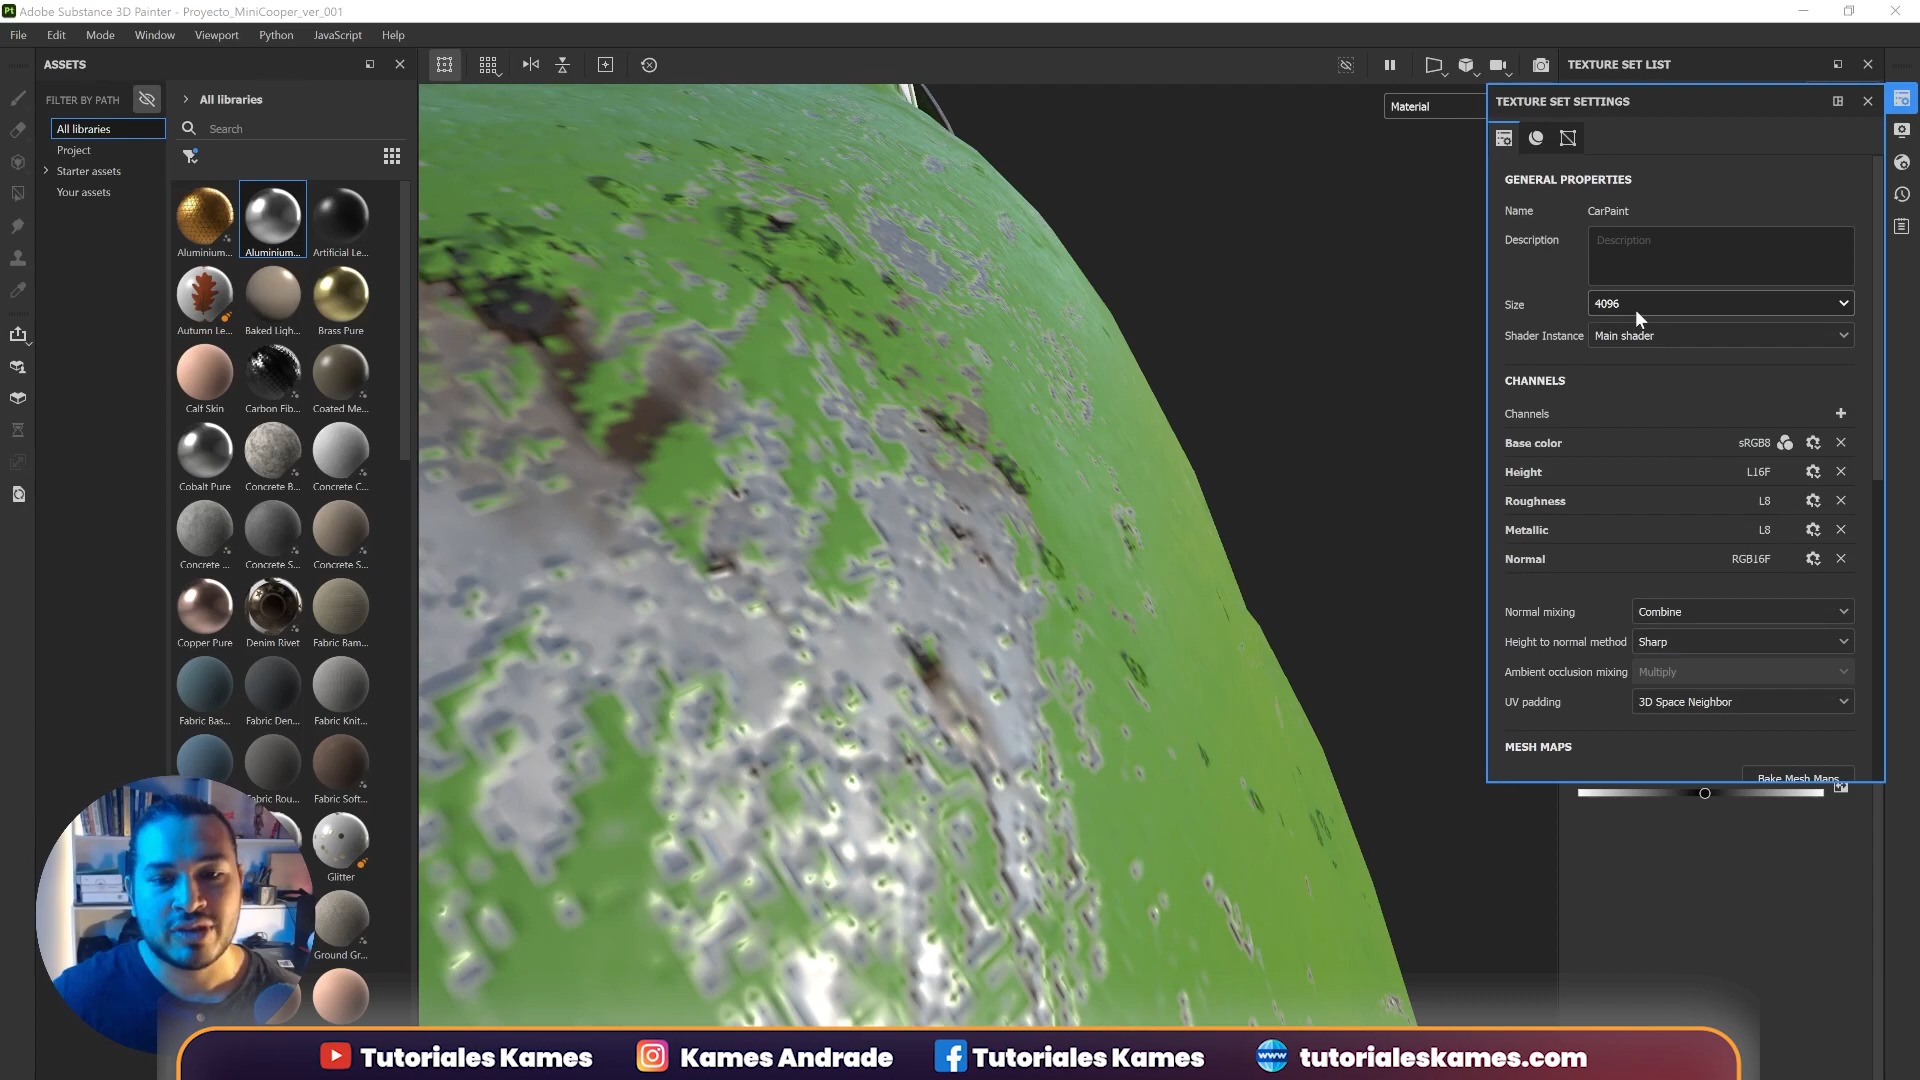 Pt Adobe Substance 3D Painter - Proyecto_MiniCooper_ver_001
File Edit Mode Window Viewport Python JavaScript Help
ASSETS
FILTER BY PATH
All libraries
Project
Starter assets
Your assets
All libraries
Search
Aluminium... Aluminium... Artificial Le...
Autumn Le... Baked Ligh... Brass Pure
Calf Skin Carbon Fib... Coated Me...
Cobalt Pure Concrete B... Concrete C...
Concrete ... Concrete S... Concrete S...
Copper Pure Denim Rivet Fabric Bam...
Fabric Bas... Fabric Den... Fabric Knit...
Fabric Rou... Fabric Soft...
Glitter
Ground Gr...
Material
TEXTURE SET LIST
TEXTURE SET SETTINGS
GENERAL PROPERTIES
Name CarPaint
Description Description
Size 4096
Shader Instance Main shader
CHANNELS
Channels
Base color sRGB8
Height L16F
Roughness L8
Metallic L8
Normal RGB16F
Normal mixing Combine
Height to normal method Sharp
Ambient occlusion mixing Multiply
UV padding 3D Space Neighbor
MESH MAPS
Bake Mesh Maps
Tutoriales Kames Kames Andrade Tutoriales Kames www tutorialeskames.com